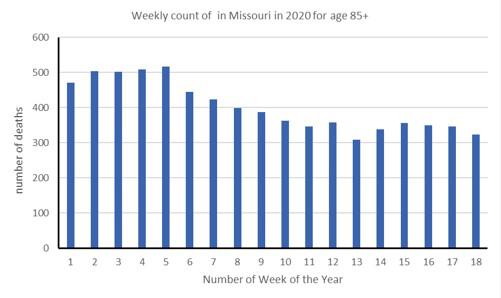 Weekly count of  in Missouri in 2020 for age 85+
600
500
400
300
200
100
0
number of deaths
1 2 3 4 5 6 7 8 9 10 11 12 13 14 15 16 17 18
Number of Week of the Year